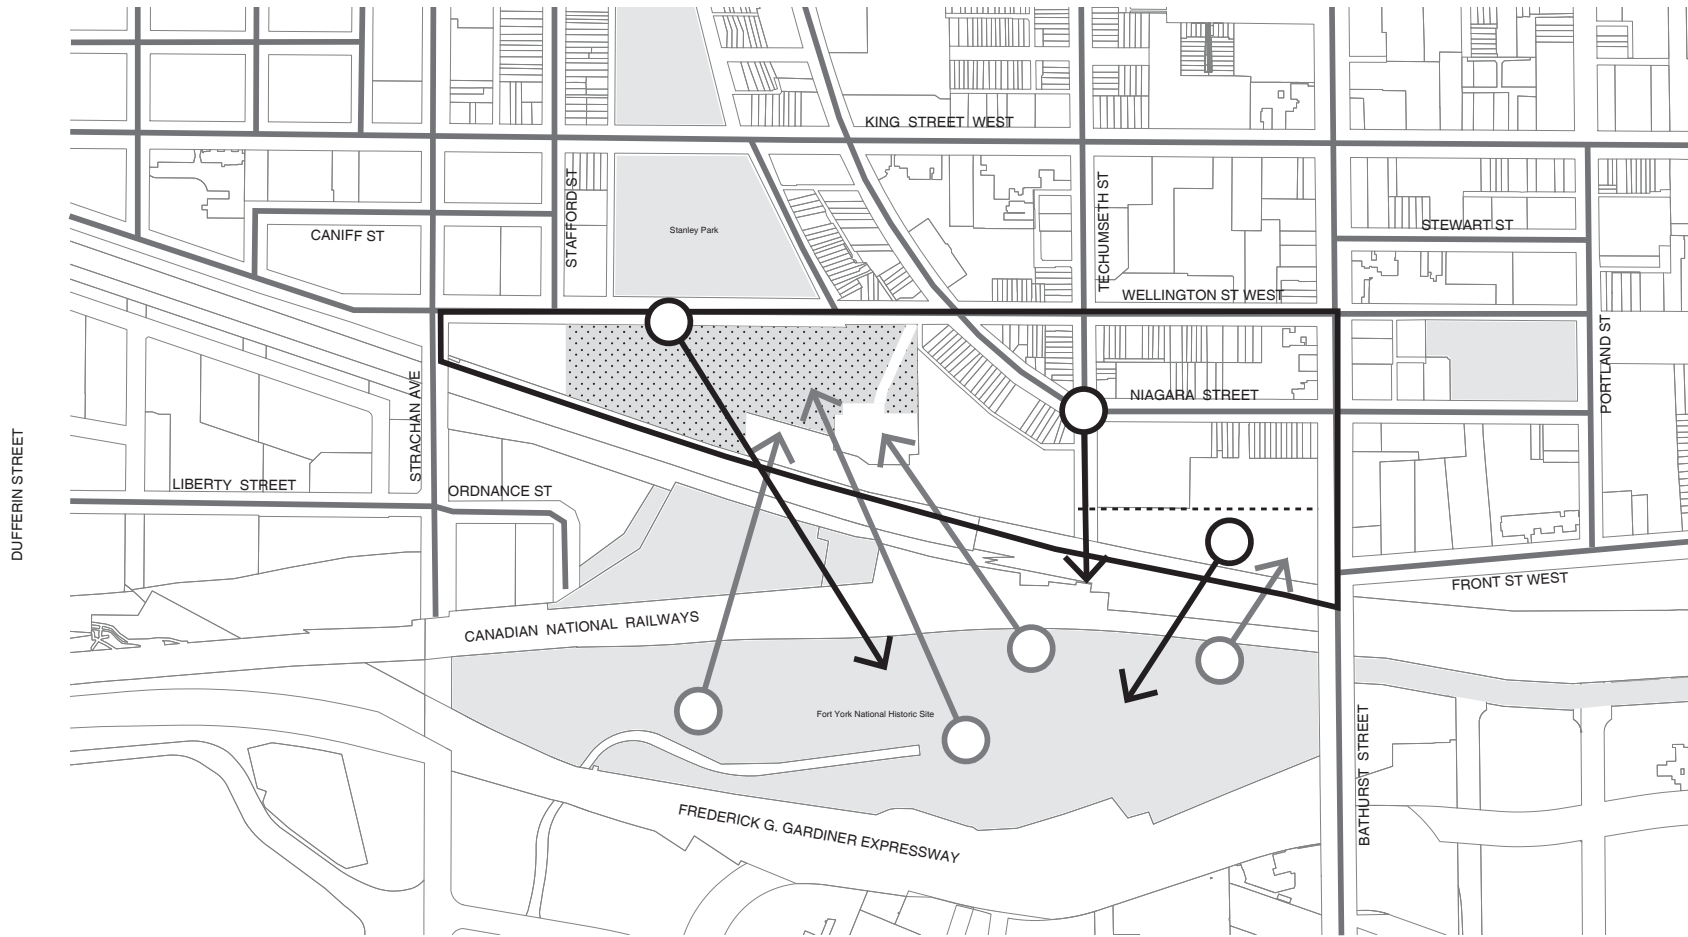 KING STREET WEST
STAFFORD ST
TECHUMSETH ST
STEWART ST
Stanley Park
CANIFF ST
WELLINGTON ST WEST
PORTLAND ST
NIAGARA STREET
STRACHAN AVE
DUFFERIN STREET
LIBERTY STREET
ORDNANCE ST
FRONT ST WEST
CANADIAN NATIONAL RAILWAYS
Fort York National Historic Site
BATHURST STREET
FREDERICK G. GARDINER EXPRESSWAY